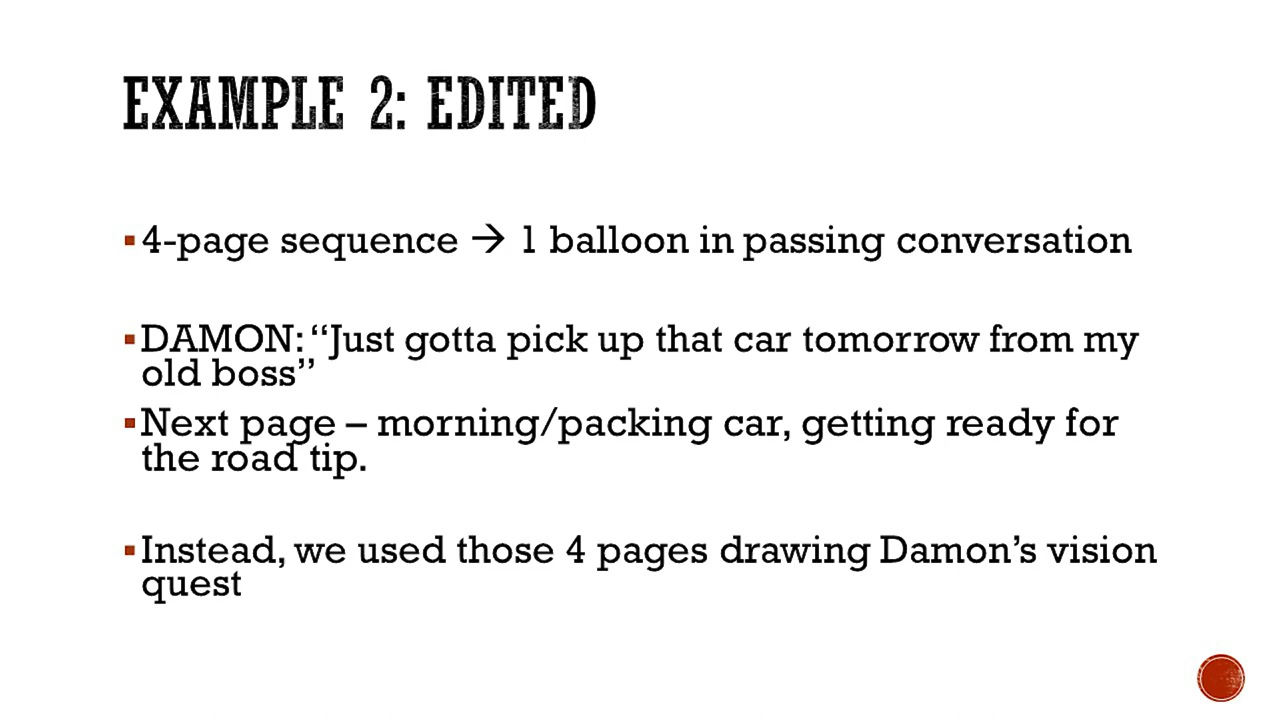 EXAMPLE 2: EDITED
▪4-page sequence → 1 balloon in passing conversation
▪DAMON: “Just gotta pick up that car tomorrow from my
old boss”
▪Next page – morning/packing car, getting ready for
the road tip.
▪Instead, we used those 4 pages drawing Damon’s vision
quest